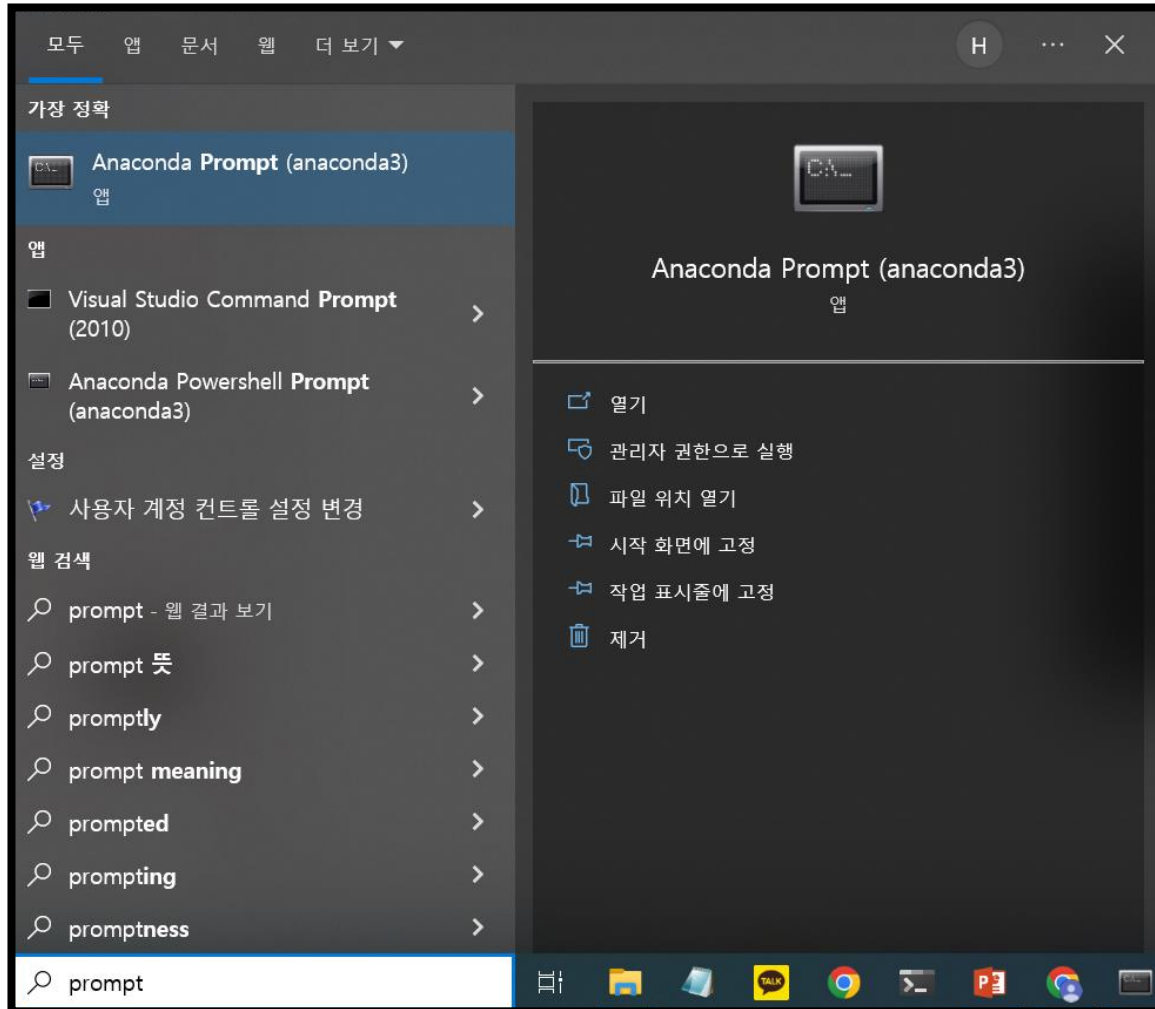 모두 앱 문서 웹 더 보기 H ...
가장 정확
Anaconda Prompt (anaconda3)
앱
앱
Visual Studio Command Prompt
(2010)
Anaconda Powershell Prompt
(anaconda3)
설정
사용자 계정 컨트롤 설정 변경
웹 검색
prompt - 웹 결과 보기
prompt 뜻
promptly
prompt meaning
prompted
prompting
promptness
prompt
C:\_
Anaconda Prompt (anaconda3)
앱
열기
관리자 권한으로 실행
파일 위치 열기
시작 화면에 고정
작업 표시줄에 고정
제거
TALK